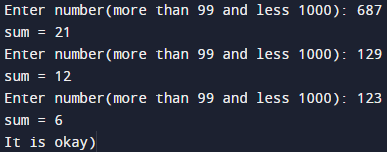 Enter number(more than 99 and less 1000): 687
sum = 21
Enter number(more than 99 and less 1000): 129
sum = 12
Enter number(more than 99 and less 1000): 123
sum = 6
It is okay)